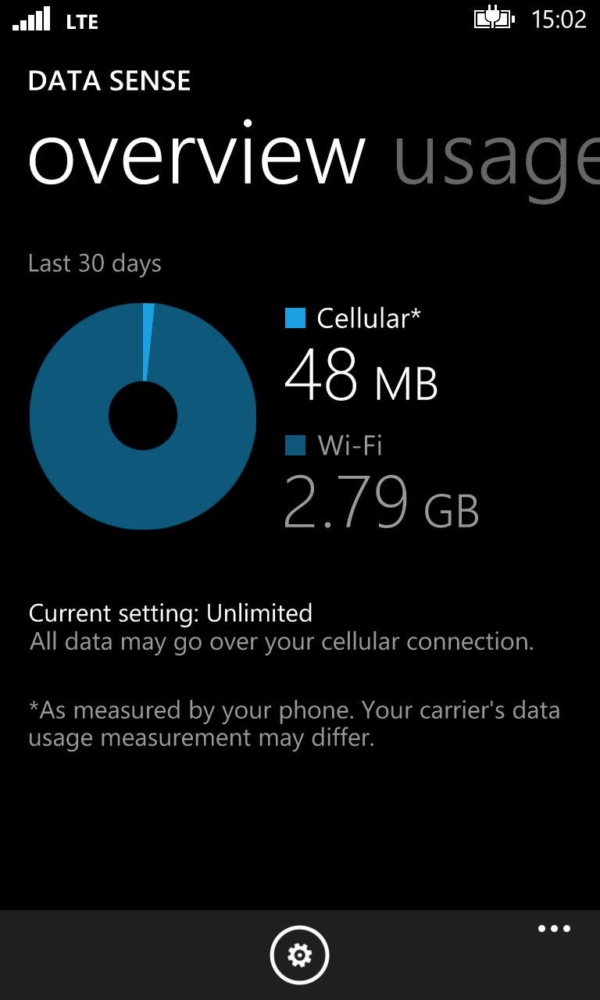 LTE 15:02
DATA SENSE
overview usage
Last 30 days
Cellular*
48 MB
Wi-Fi
2.79 GB
Current setting: Unlimited
All data may go over your cellular connection.
*As measured by your phone. Your carrier's data
usage measurement may differ.